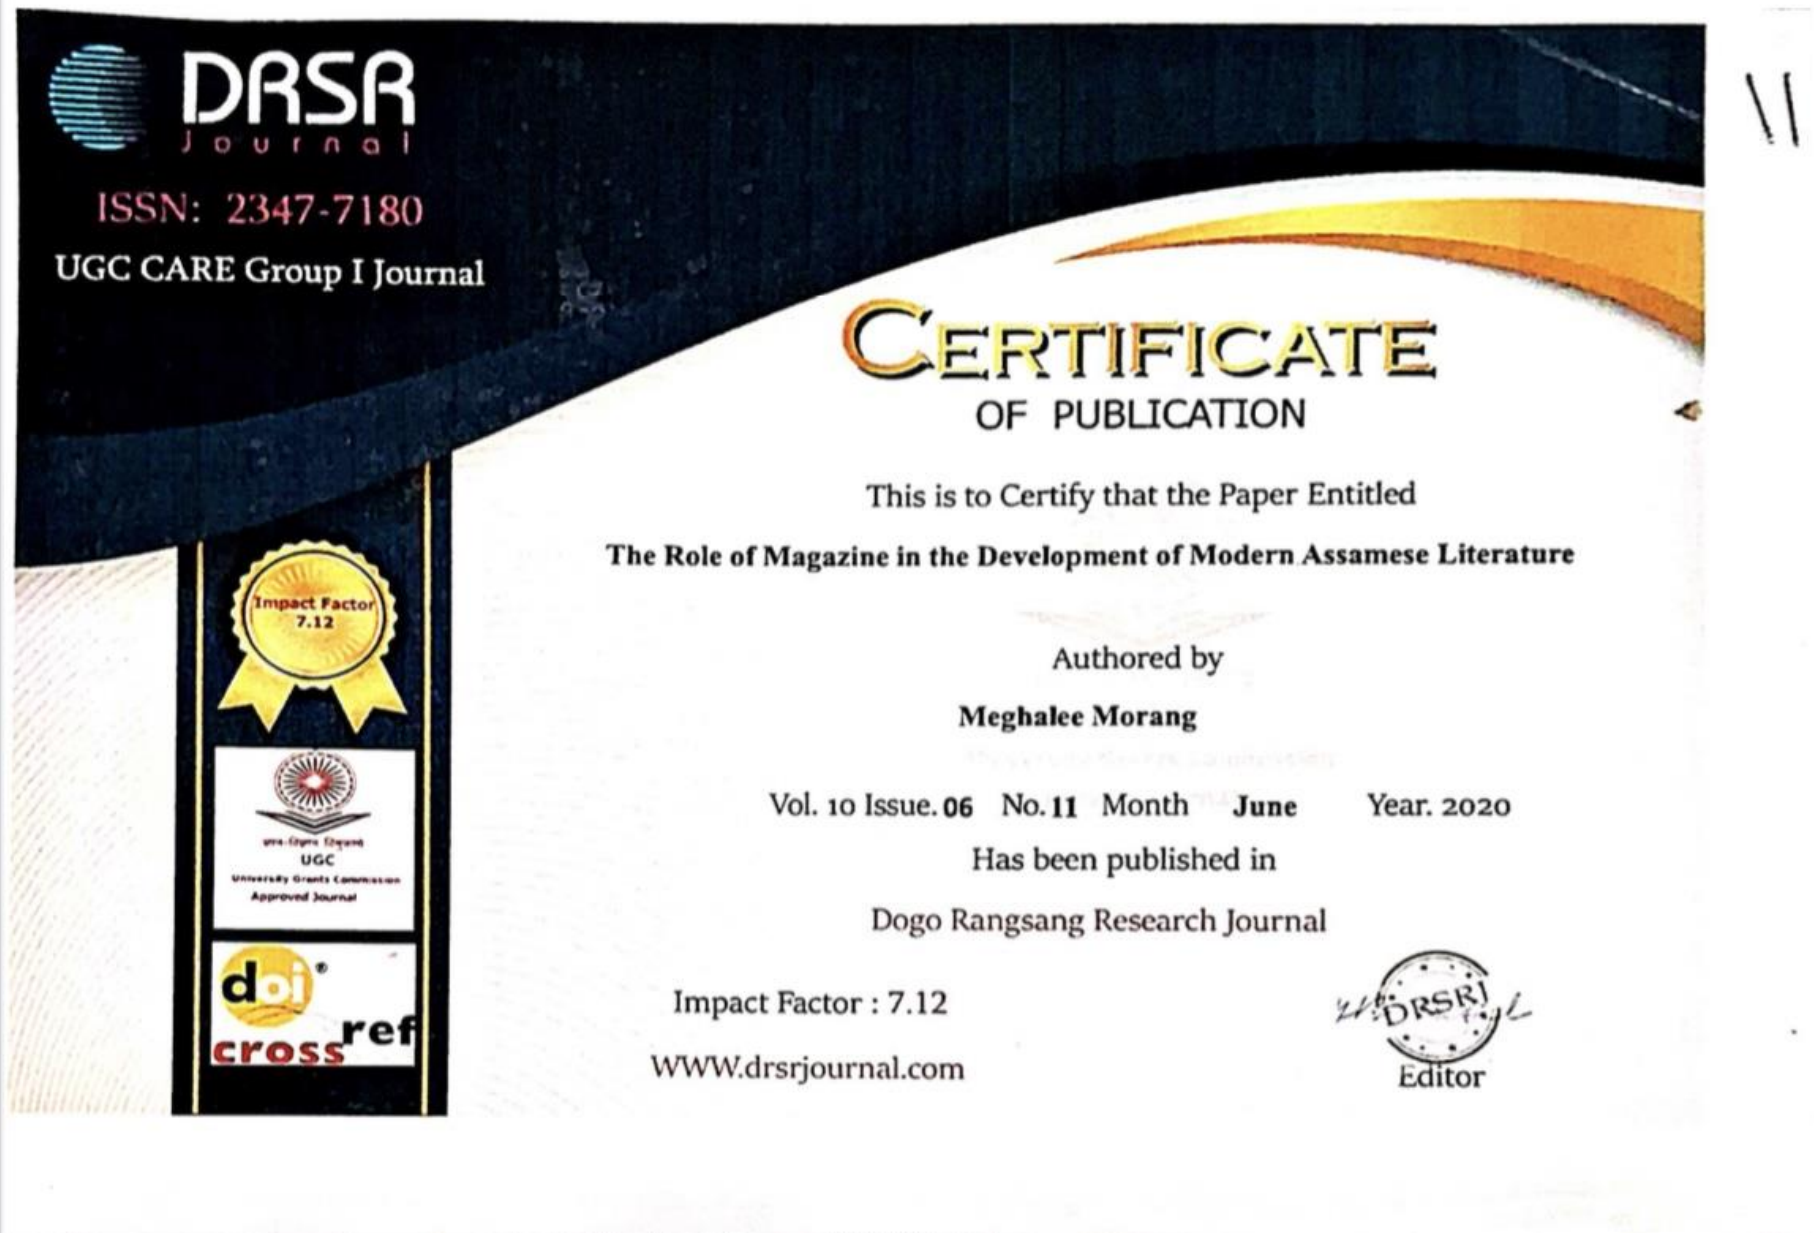 DRSR
Journal
ISSN: 2347-7180
UGC CARE Group I Journal
11
CERTIFICATE
OF PUBLICATION
This is to Certify that the Paper Entitled
The Role of Magazine in the Development of Modern Assamese Literature
Authored by
Meghalee Morang
Vol. 10 Issue. 06 No. 11 Month June Year. 2020
Has been published in
Dogo Rangsang Research Journal
Impact Factor : 7.12
WWW.drsrjournal.com
DRSRJ
Editor
Impact Factor
7.12
UGC
University Grants Commission
Approved Journal
doi®
cross ref